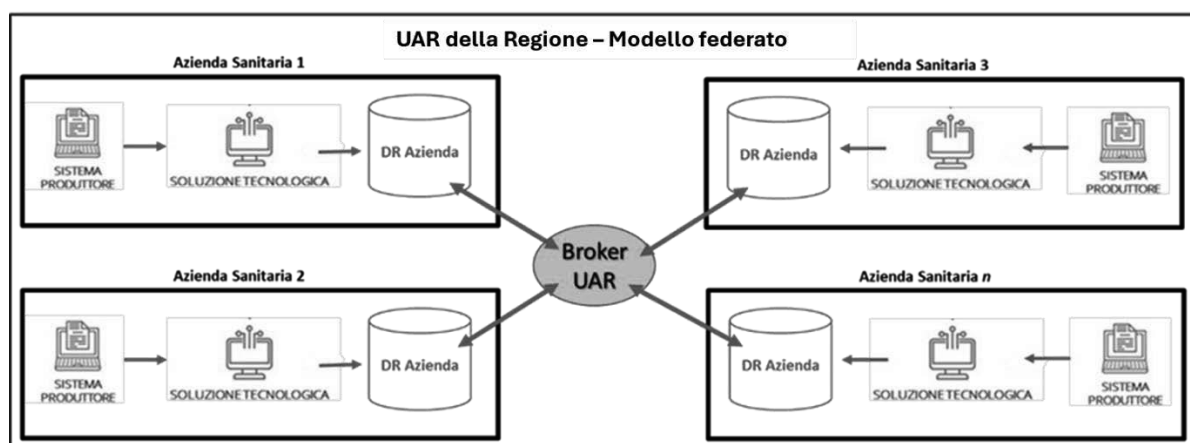 UAR della Regione – Modello federato
Azienda Sanitaria 1
SISTEMA
PRODUTTORE
SOLUZIONE TECNOLOGICA
DR Azienda
Azienda Sanitaria 3
DR Azienda
SOLUZIONE TECNOLOGICA
SISTEMA
PRODUTTORE
Broker
UAR
Azienda Sanitaria 2
SISTEMA
PRODUTTORE
SOLUZIONE TECNOLOGICA
DR Azienda
Azienda Sanitaria n
DR Azienda
SOLUZIONE TECNOLOGICA
SISTEMA
PRODUTTORE